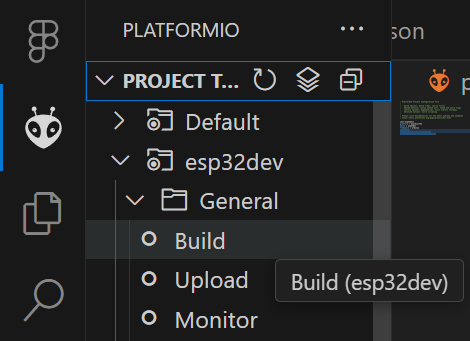 PLATFORMIO
son
PROJECT T...
p
Default
esp32dev
General
Build
Build (esp32dev)
Upload
Monitor